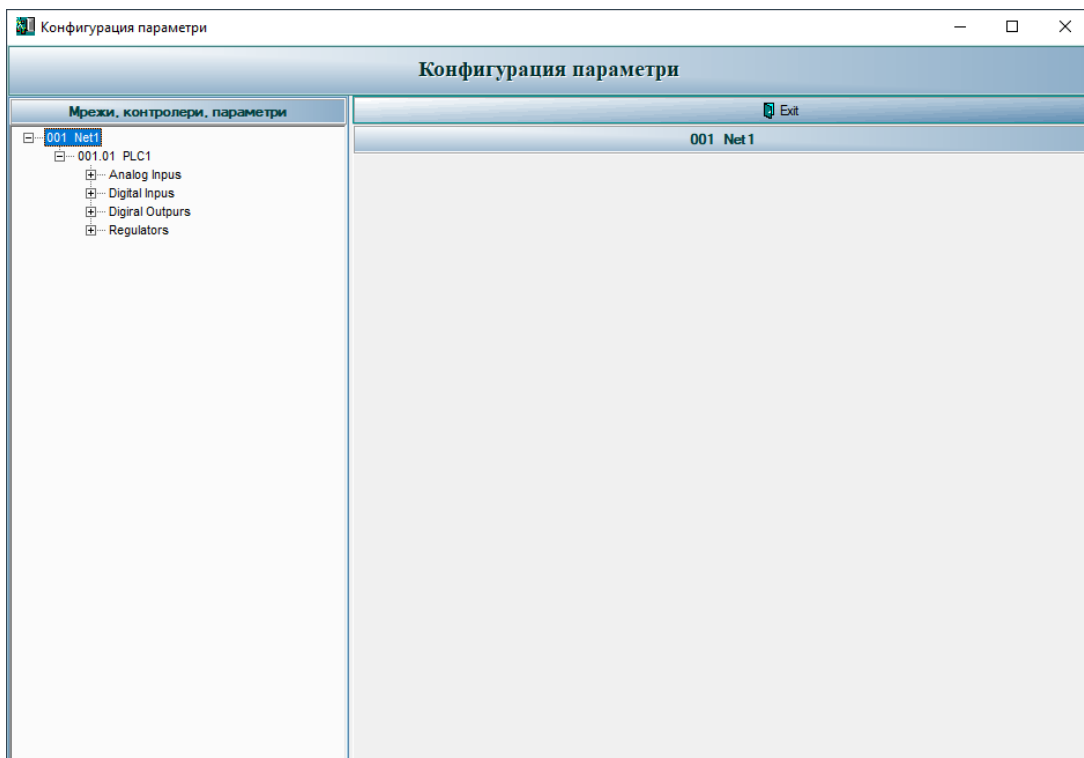 Конфигурация параметри
Конфигурация параметри
Мрежи, контролери, параметри
Exit
001 Net1
001 Net1
001.01 PLC1
Analog Inpus
Digital Inpus
Digiral Outpurs
Regulators